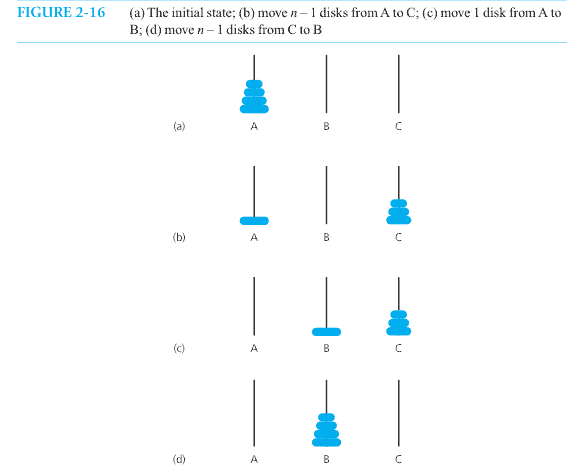 FIGURE 2-16 (a) The initial state; (b) move n – 1 disks from A to C; (c) move 1 disk from A to
B; (d) move n – 1 disks from C to B
(a) A B C
(b) A B C
(c) A B C
(d) A B C